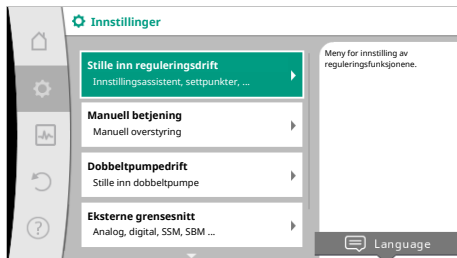 Innstillinger
Stille inn reguleringsdrift
Innstillingsassistent, settpunkter, ...
Manuell betjening
Manuell overstyring
Dobbeltpumpedrift
Stille inn dobbeltpumpe
Eksterne grensesnitt
Analog, digital, SSM, SBM ...
Meny for innstilling av
reguleringsfunksjonene.
Language